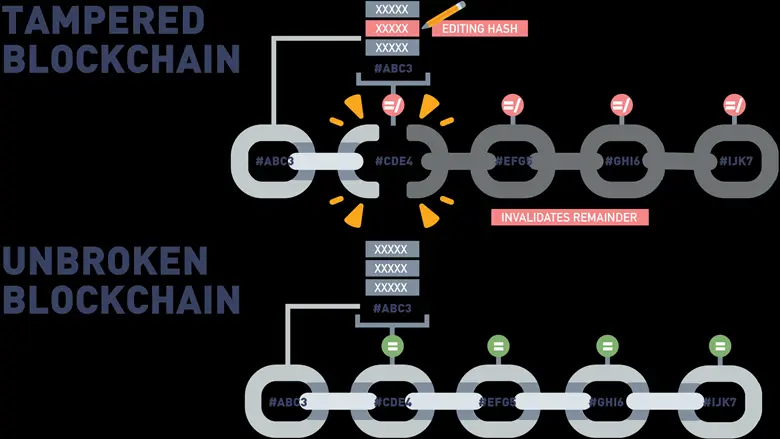 TAMPERED
BLOCKCHAIN
XXXXX
XXXXX
EDITING HASH
XXXXX
#ABC3
=/
=/
=/
=/
#ABC3
#CDE4
#EFG5
#GHI6
#IJK7
INVALIDATES REMAINDER
UNBROKEN
BLOCKCHAIN
XXXXX
XXXXX
XXXXX
#ABC3
=
=
=
=
#ABC3
#CDE4
#EFG5
#GHI6
#IJK7